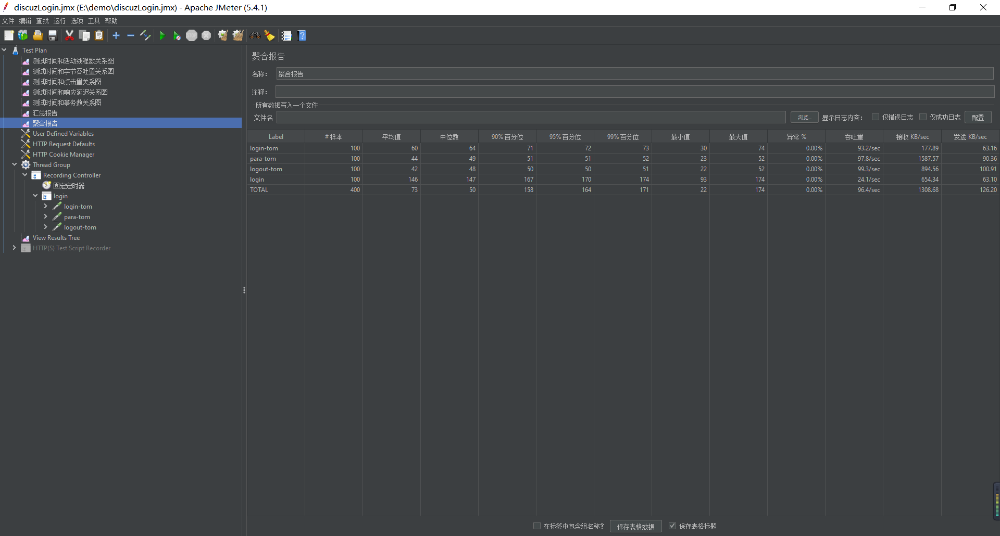 discuzLogin.jmx (E:\demo\discuzLogin.jmx) - Apache JMeter (5.4.1)
文件 编辑 查找 运行 选项 工具 帮助
Test Plan
测试时间和活动线程数关系图
测试时间和字节吞吐量关系图
测试时间和点击量关系图
测试时间和响应延迟关系图
测试时间和事务数关系图
汇总报告
聚合报告
User Defined Variables
HTTP Request Defaults
HTTP Cookie Manager
Thread Group
Recording Controller
固定定时器
login
login-tom
para-tom
logout-tom
View Results Tree
HTTP(S) Test Script Recorder
聚合报告
名称： 聚合报告
注释：
所有数据写入一个文件
文件名 浏览... 显示日志内容： 仅错误日志 仅成功日志 配置
Label # 样本 平均值 中位数 90% 百分位 95% 百分位 99% 百分位 最小值 最大值 异常 % 吞吐量 接收 KB/sec 发送 KB/sec
login-tom 100 60 64 71 72 73 30 74 0.00% 93.2/sec 177.89 63.16
para-tom 100 44 49 51 51 52 23 52 0.00% 97.8/sec 1587.57 90.36
logout-tom 100 42 48 50 50 51 22 52 0.00% 99.3/sec 894.56 100.91
login 100 146 147 167 170 174 93 174 0.00% 24.1/sec 654.34 63.10
TOTAL 400 73 50 158 164 171 22 174 0.00% 96.4/sec 1308.68 126.20
在标签中包含组名称？ 保存表格数据 保存表格标题